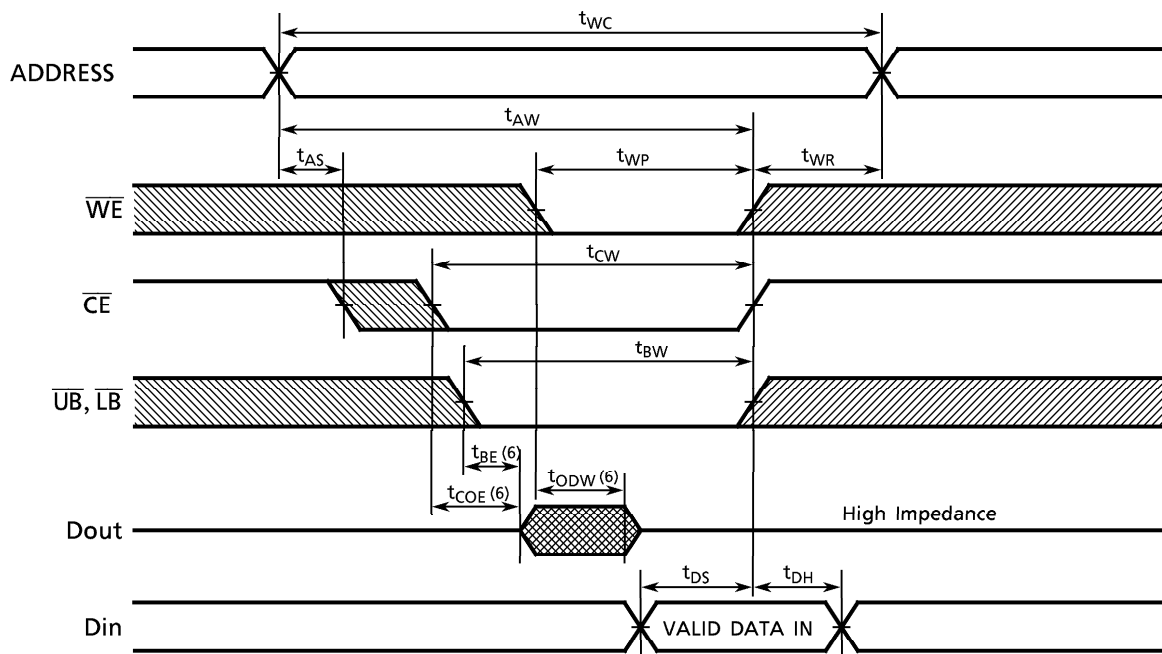 tWC
ADDRESS
tAW
tAS
tWP
tWR
WE
tCW
CE
tBW
UB, LB
tBE (6)
tODW (6)
tCOE (6)
High Impedance
Dout
tDS
tDH
Din
VALID DATA IN